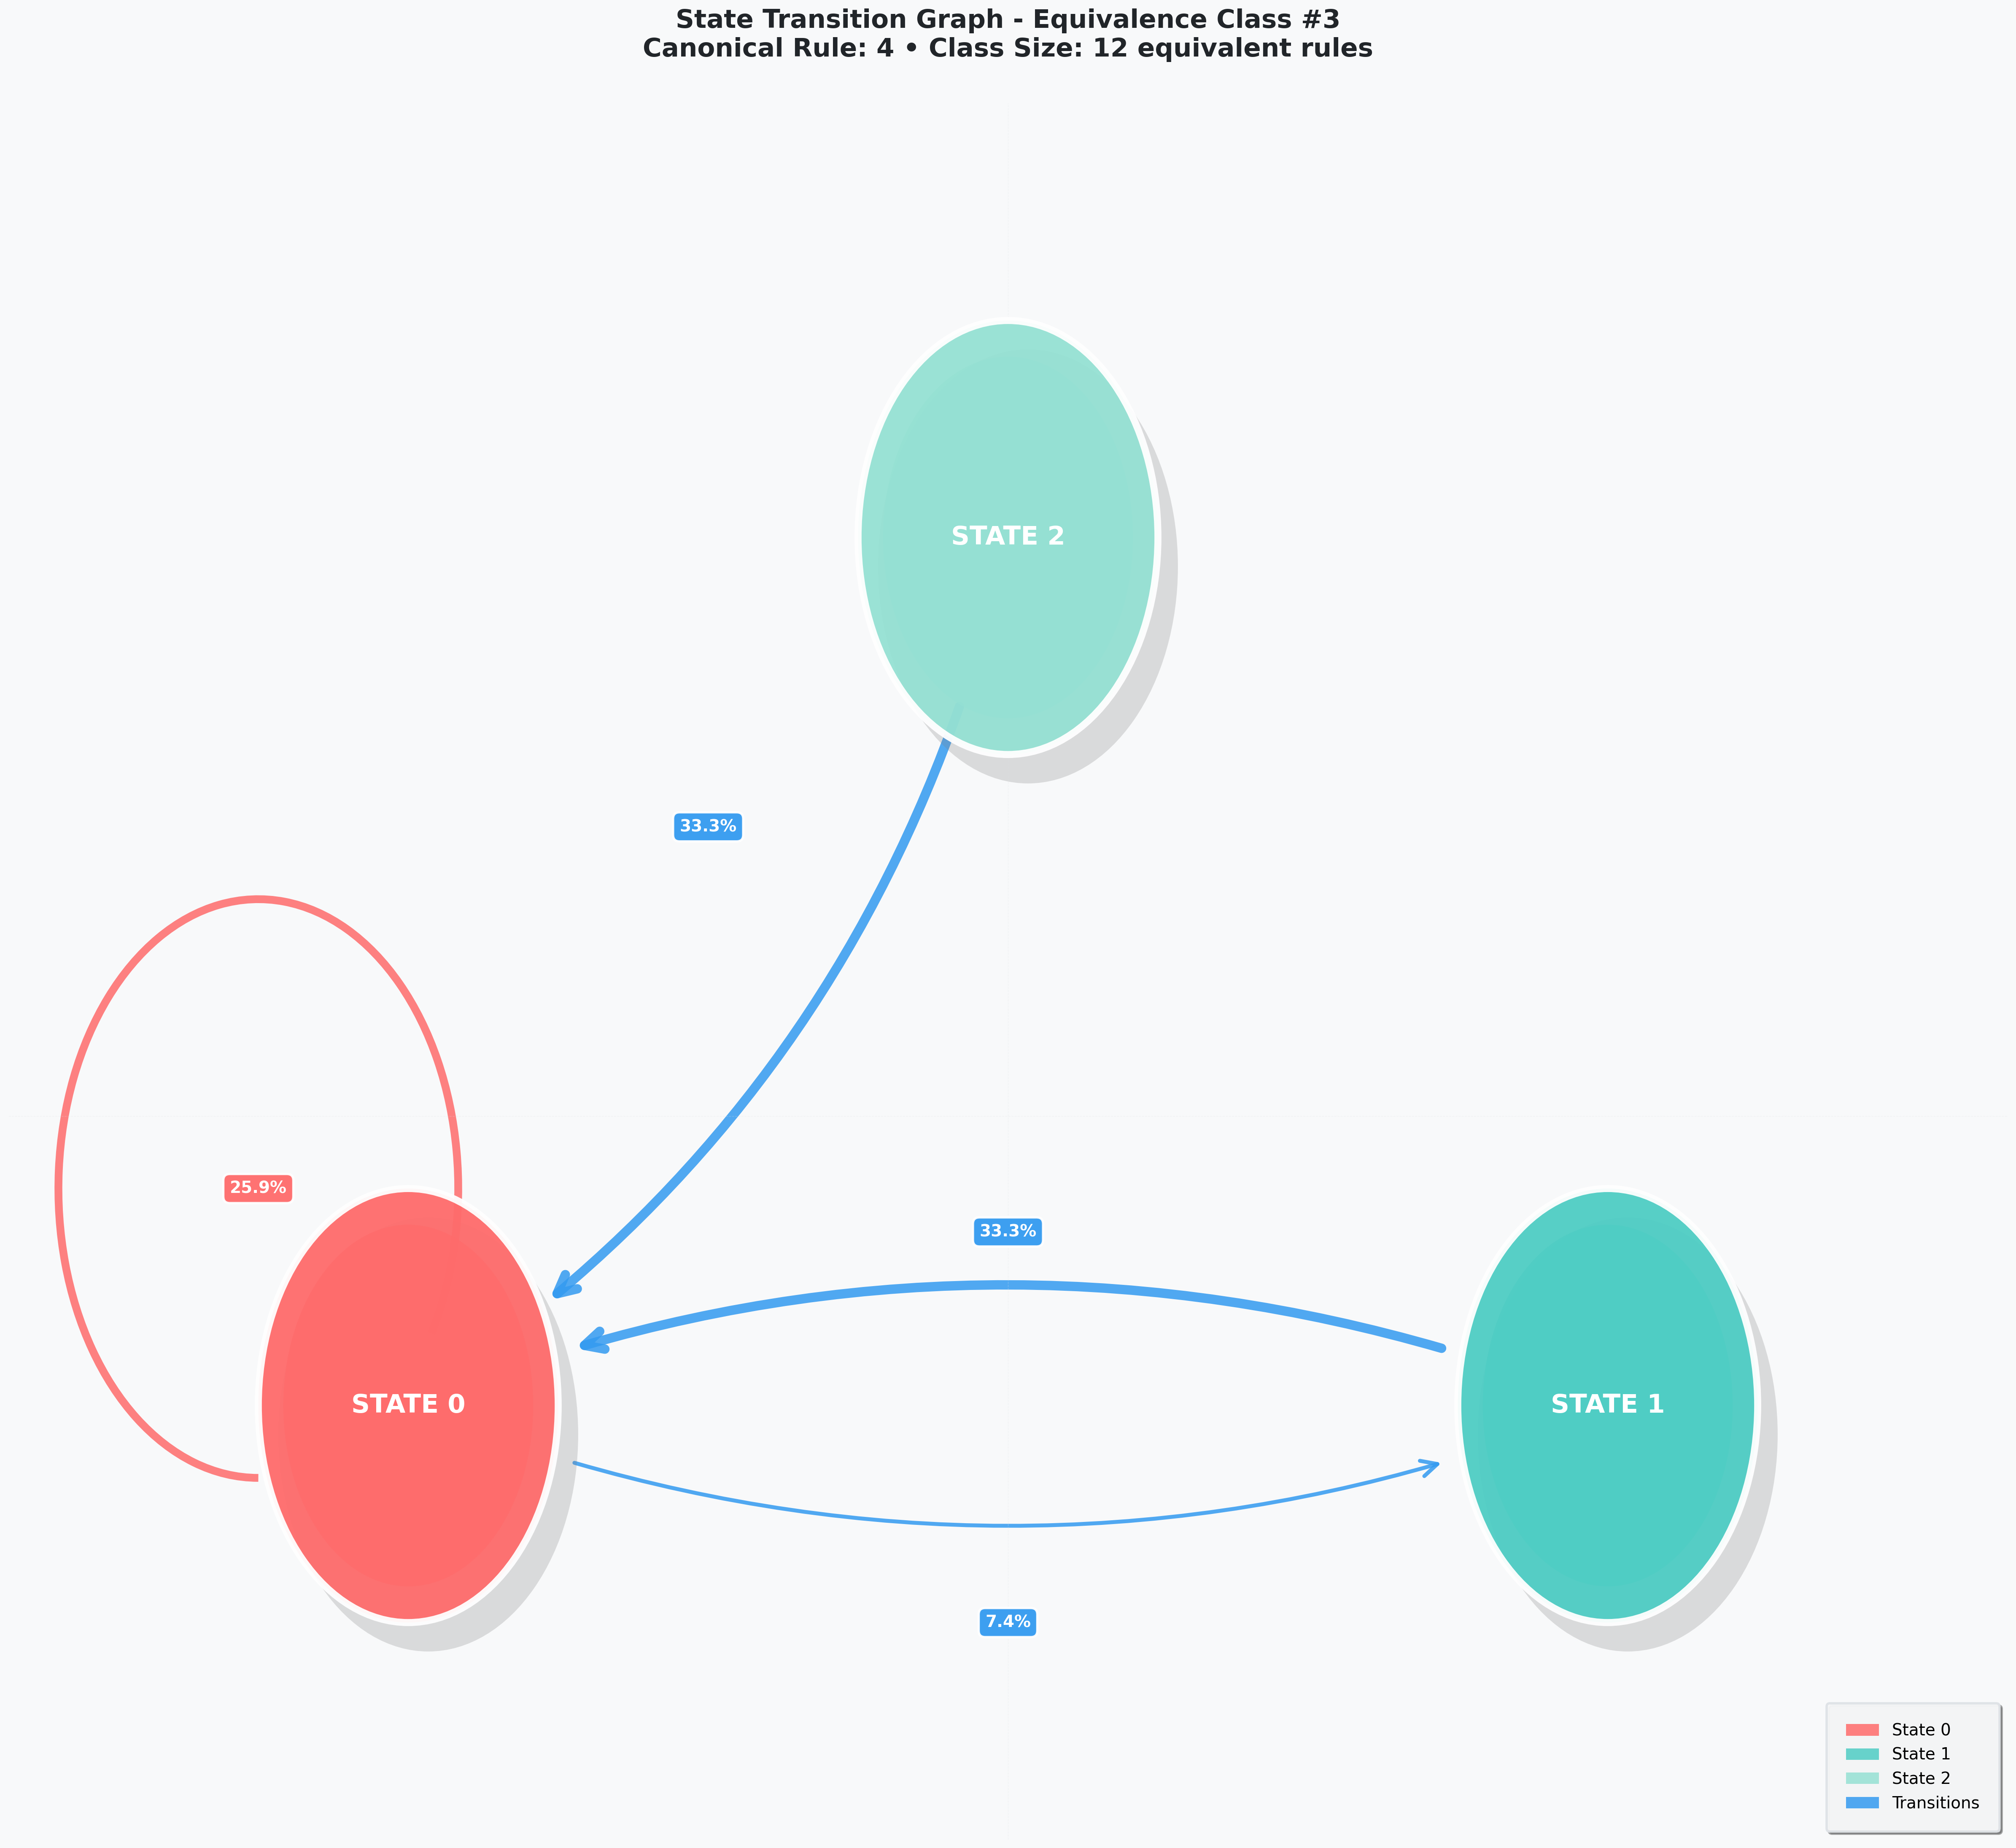 State Transition Graph - Equivalence Class #3
Canonical Rule: 4 • Class Size: 12 equivalent rules
STATE 2
33.3%
25.9%
33.3%
STATE 0
STATE 1
7.4%
State 0
State 1
State 2
Transitions